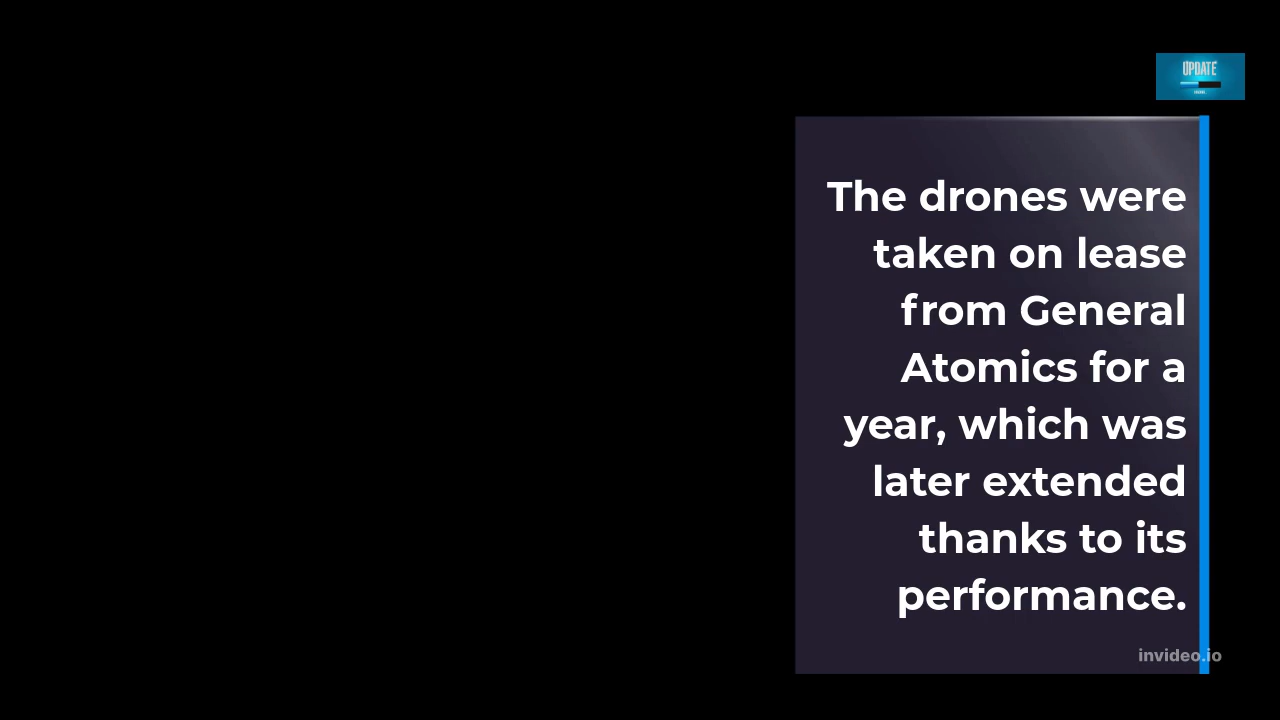 UPDATE
The drones were
taken on lease
from General
Atomics for a
year, which was
later extended
thanks to its
performance.
invideo.io